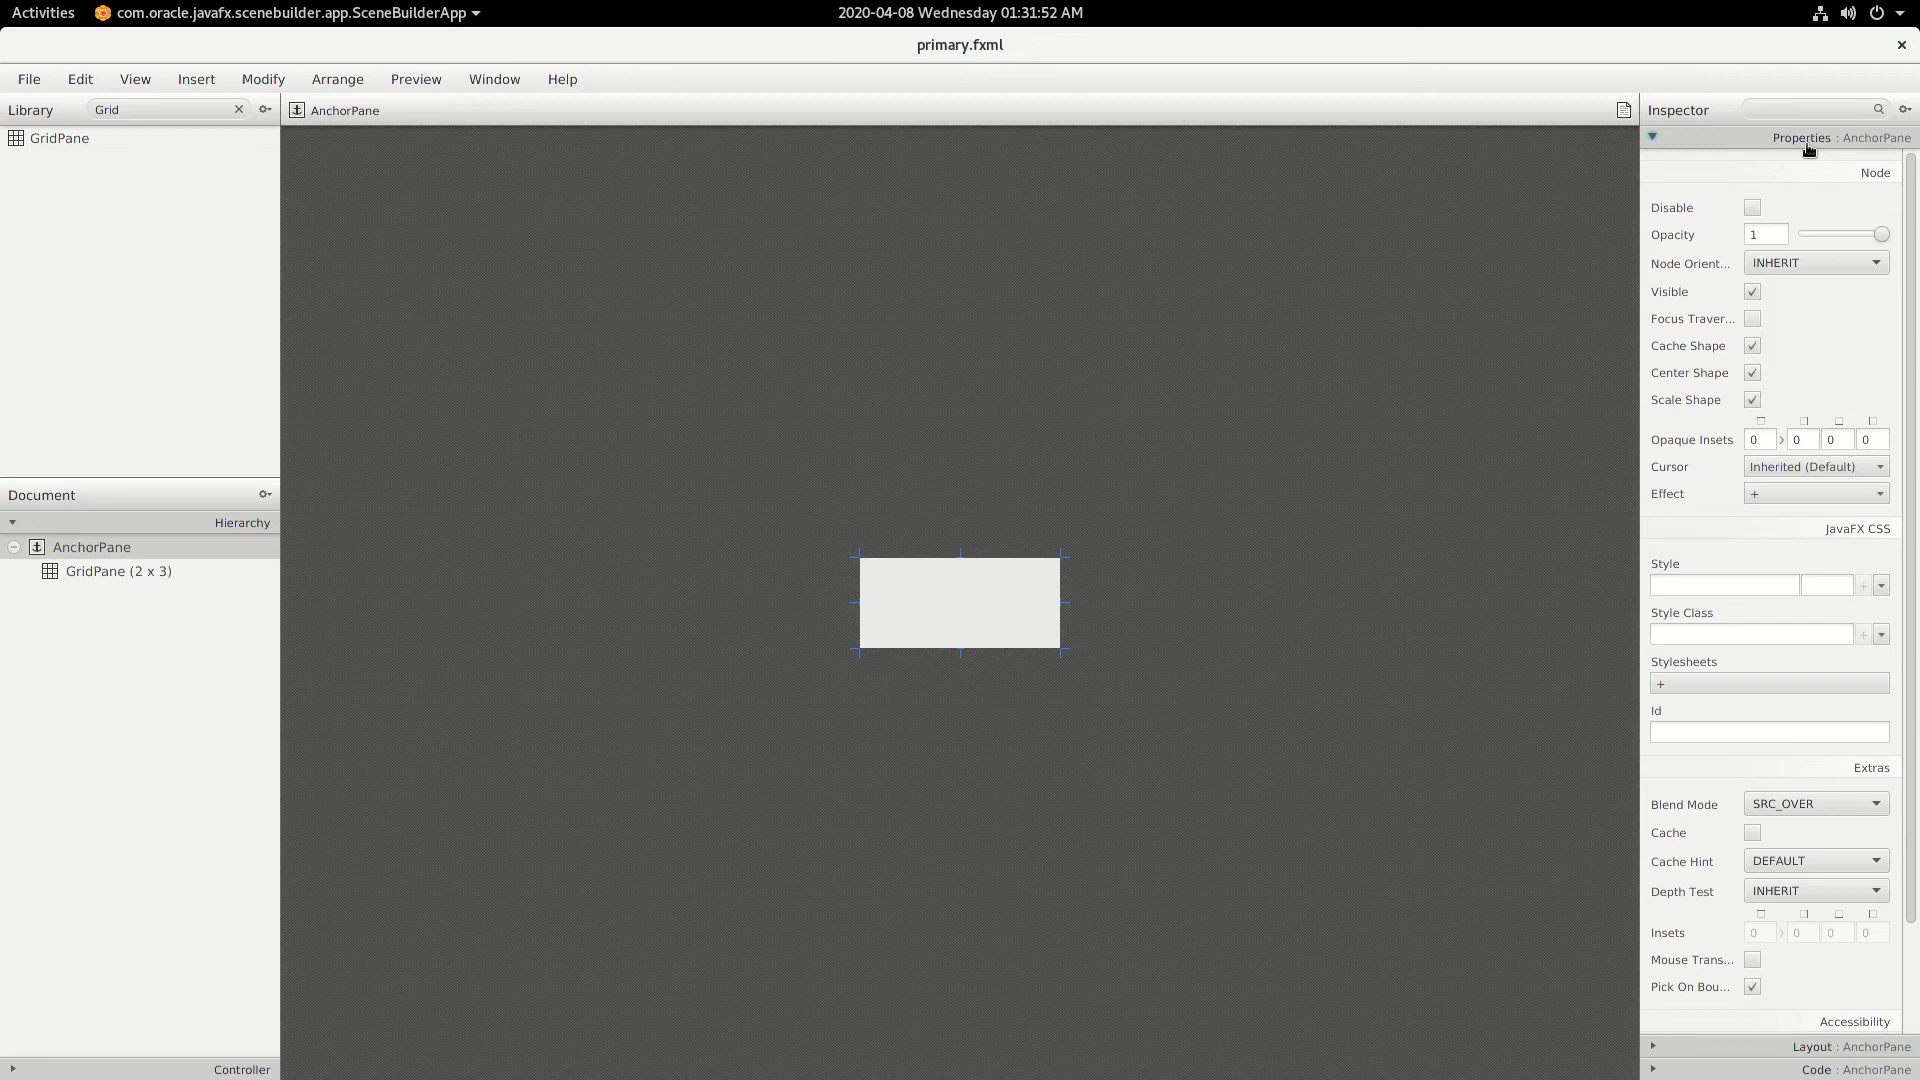 Activities com.oracle.javafx.scenebuilder.app.SceneBuilderApp 2020-04-08 Wednesday 01:31:52 AM
primary.fxml
File Edit View Insert Modify Arrange Preview Window Help
Library Grid
AnchorPane
Inspector
GridPane
Properties : AnchorPane
Node
Disable
Opacity 1
Node Orient... INHERIT
Visible
Focus Traver...
Cache Shape
Center Shape
Scale Shape
Opaque Insets 0 0 0 0
Cursor Inherited (Default)
Effect +
Document
Hierarchy
AnchorPane
GridPane (2 x 3)
JavaFX CSS
Style
+
Style Class
+
Stylesheets
+
Id
Extras
Blend Mode SRC_OVER
Cache
Cache Hint DEFAULT
Depth Test INHERIT
Insets 0 0 0 0
Mouse Trans...
Pick On Bou...
Accessibility
Layout : AnchorPane
Controller
Code : AnchorPane